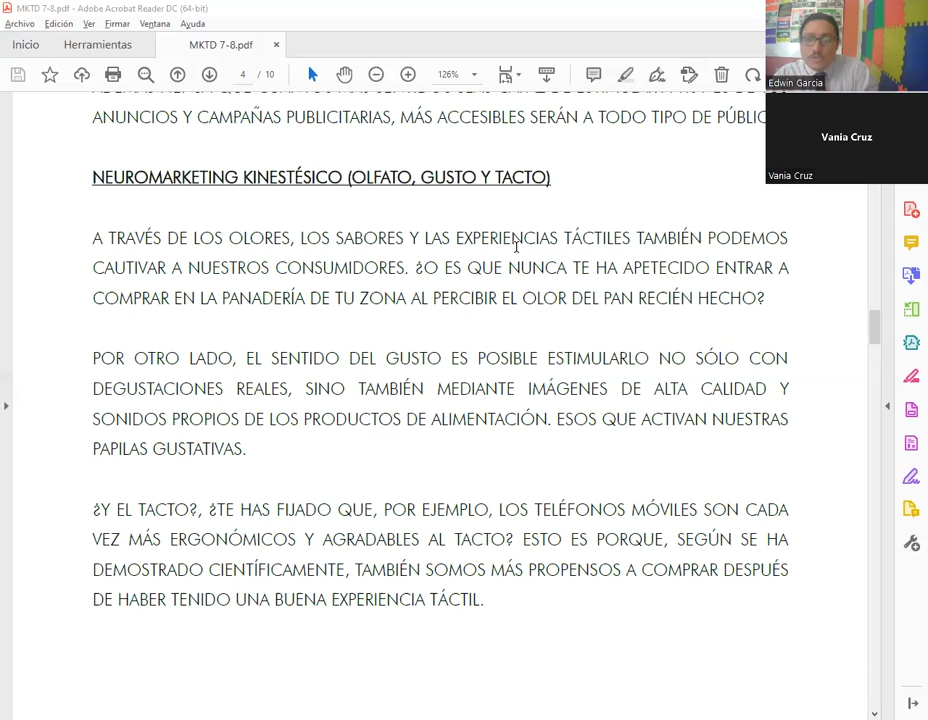 MKTD 7-8.pdf - Adobe Acrobat Reader DC (64-bit)
Archivo Edición Ver Firmar Ventana Ayuda
Inicio Herramientas MKTD 7-8.pdf ×
4 / 10 126%
Edwin Garcia
Vania Cruz
Vania Cruz
ANUNCIOS Y CAMPAÑAS PUBLICITARIAS, MÁS ACCESIBLES SERÁN A TODO TIPO DE
NEUROMARKETING KINESTÉSICO (OLFATO, GUSTO Y TACTO)
A TRAVÉS DE LOS OLORES, LOS SABORES Y LAS EXPERIENCIAS TÁCTILES TAMBIÉN PODEMOS
CAUTIVAR A NUESTROS CONSUMIDORES. ¿O ES QUE NUNCA TE HA APETECIDO ENTRAR A
COMPRAR EN LA PANADERÍA DE TU ZONA AL PERCIBIR EL OLOR DEL PAN RECIÉN HECHO?
POR OTRO LADO, EL SENTIDO DEL GUSTO ES POSIBLE ESTIMULARLO NO SÓLO CON
DEGUSTACIONES REALES, SINO TAMBIÉN MEDIANTE IMÁGENES DE ALTA CALIDAD Y
SONIDOS PROPIOS DE LOS PRODUCTOS DE ALIMENTACIÓN. ESOS QUE ACTIVAN NUESTRAS
PAPILAS GUSTATIVAS.
¿Y EL TACTO?, ¿TE HAS FIJADO QUE, POR EJEMPLO, LOS TELÉFONOS MÓVILES SON CADA
VEZ MÁS ERGONÓMICOS Y AGRADABLES AL TACTO? ESTO ES PORQUE, SEGÚN SE HA
DEMOSTRADO CIENTÍFICAMENTE, TAMBIÉN SOMOS MÁS PROPENSOS A COMPRAR DESPUÉS
DE HABER TENIDO UNA BUENA EXPERIENCIA TÁCTIL.